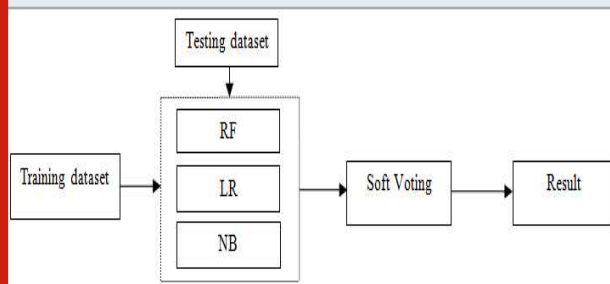 Testing dataset
RF
Training dataset
LR
Soft Voting
Result
NB